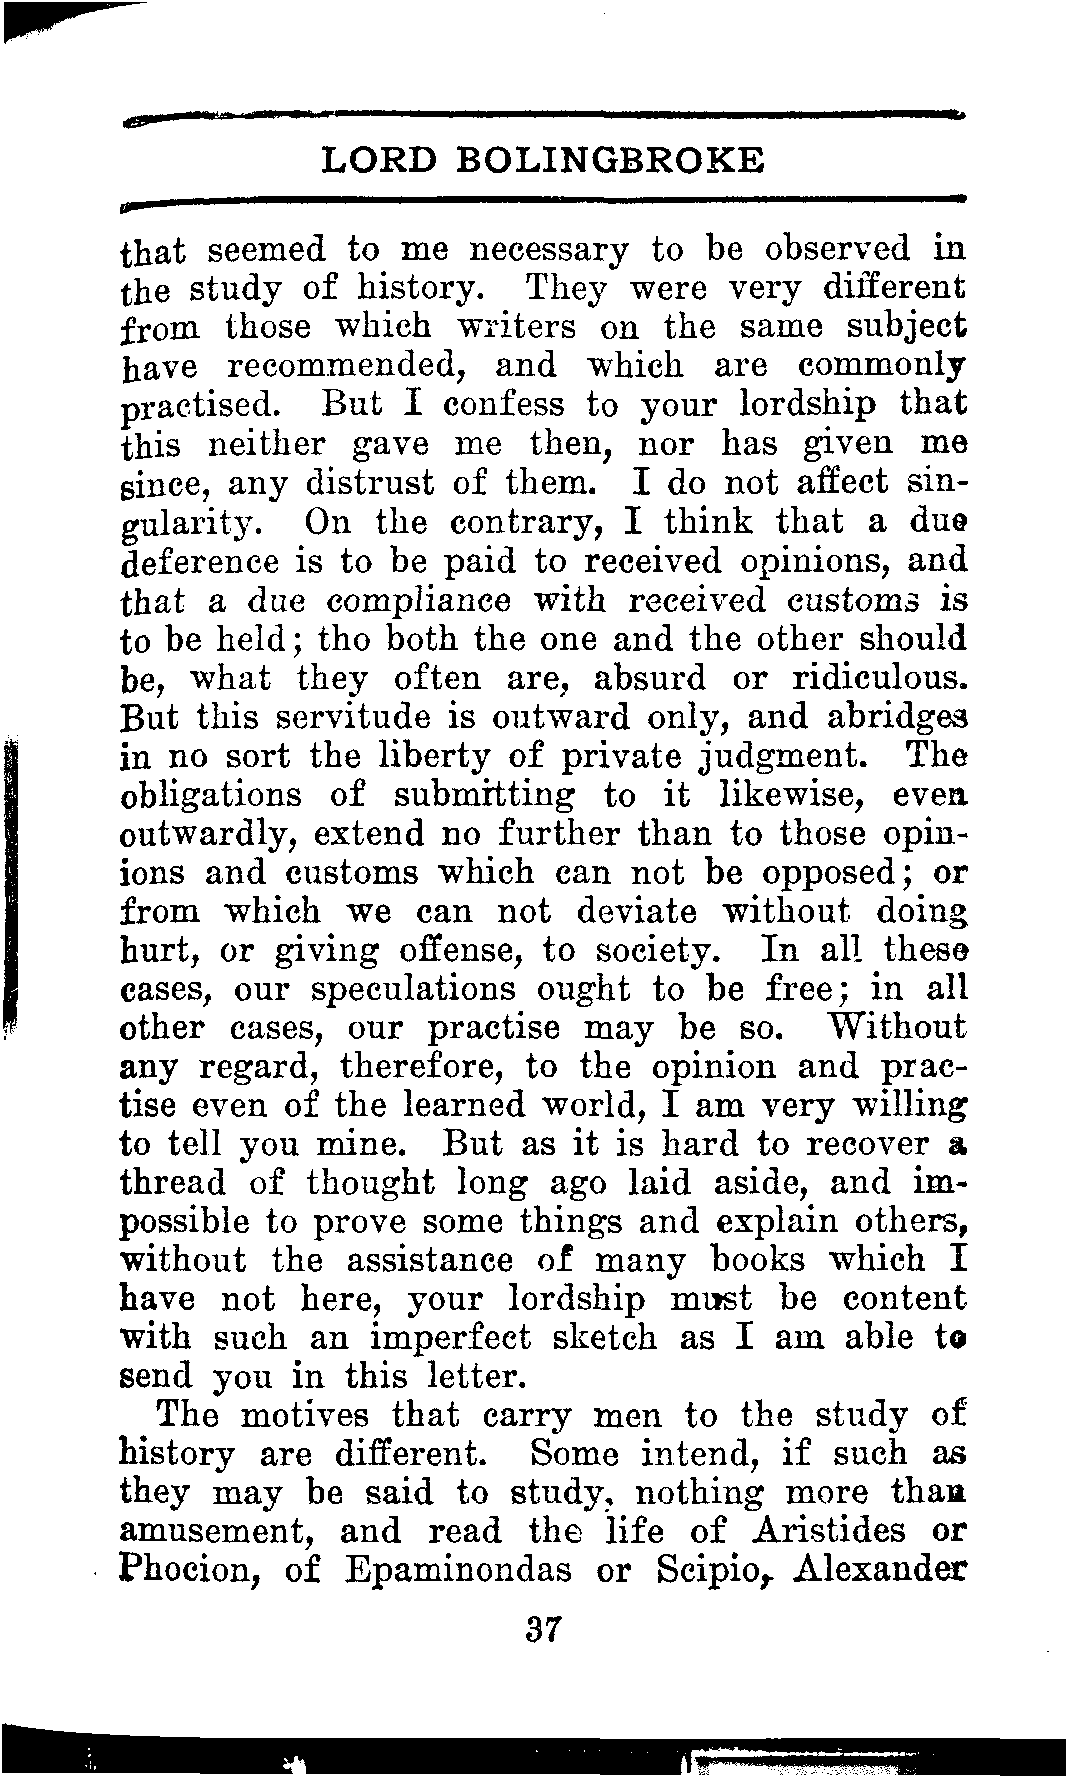 LORD BOLINGBROKE
that seemed to me necessary to be observed in
the study of history. They were very different
from those which writers on the same subject
have recommended, and which are commonly
practised. But I confess to your lordship that
this neither gave me then, nor has given me
since, any distrust of them. I do not affect sin-
gularity. On the contrary, I think that a due
deference is to be paid to received opinions, and
that a due compliance with received customs is
to be held; tho both the one and the other should
be, what they often are, absurd or ridiculous.
But this servitude is outward only, and abridges
in no sort the liberty of private judgment. The
obligations of submitting to it likewise, even
outwardly, extend no further than to those opin-
ions and customs which can not be opposed; or
from which we can not deviate without doing
hurt, or giving offense, to society. In all these
cases, our speculations ought to be free; in all
other cases, our practise may be so. Without
any regard, therefore, to the opinion and prac-
tise even of the learned world, I am very willing
to tell you mine. But as it is hard to recover a
thread of thought long ago laid aside, and im-
possible to prove some things and explain others,
without the assistance of many books which I
have not here, your lordship must be content
with such an imperfect sketch as I am able to
send you in this letter.
The motives that carry men to the study of
history are different. Some intend, if such as
they may be said to study, nothing more than
amusement, and read the life of Aristides or
Phocion, of Epaminondas or Scipio, Alexander
37